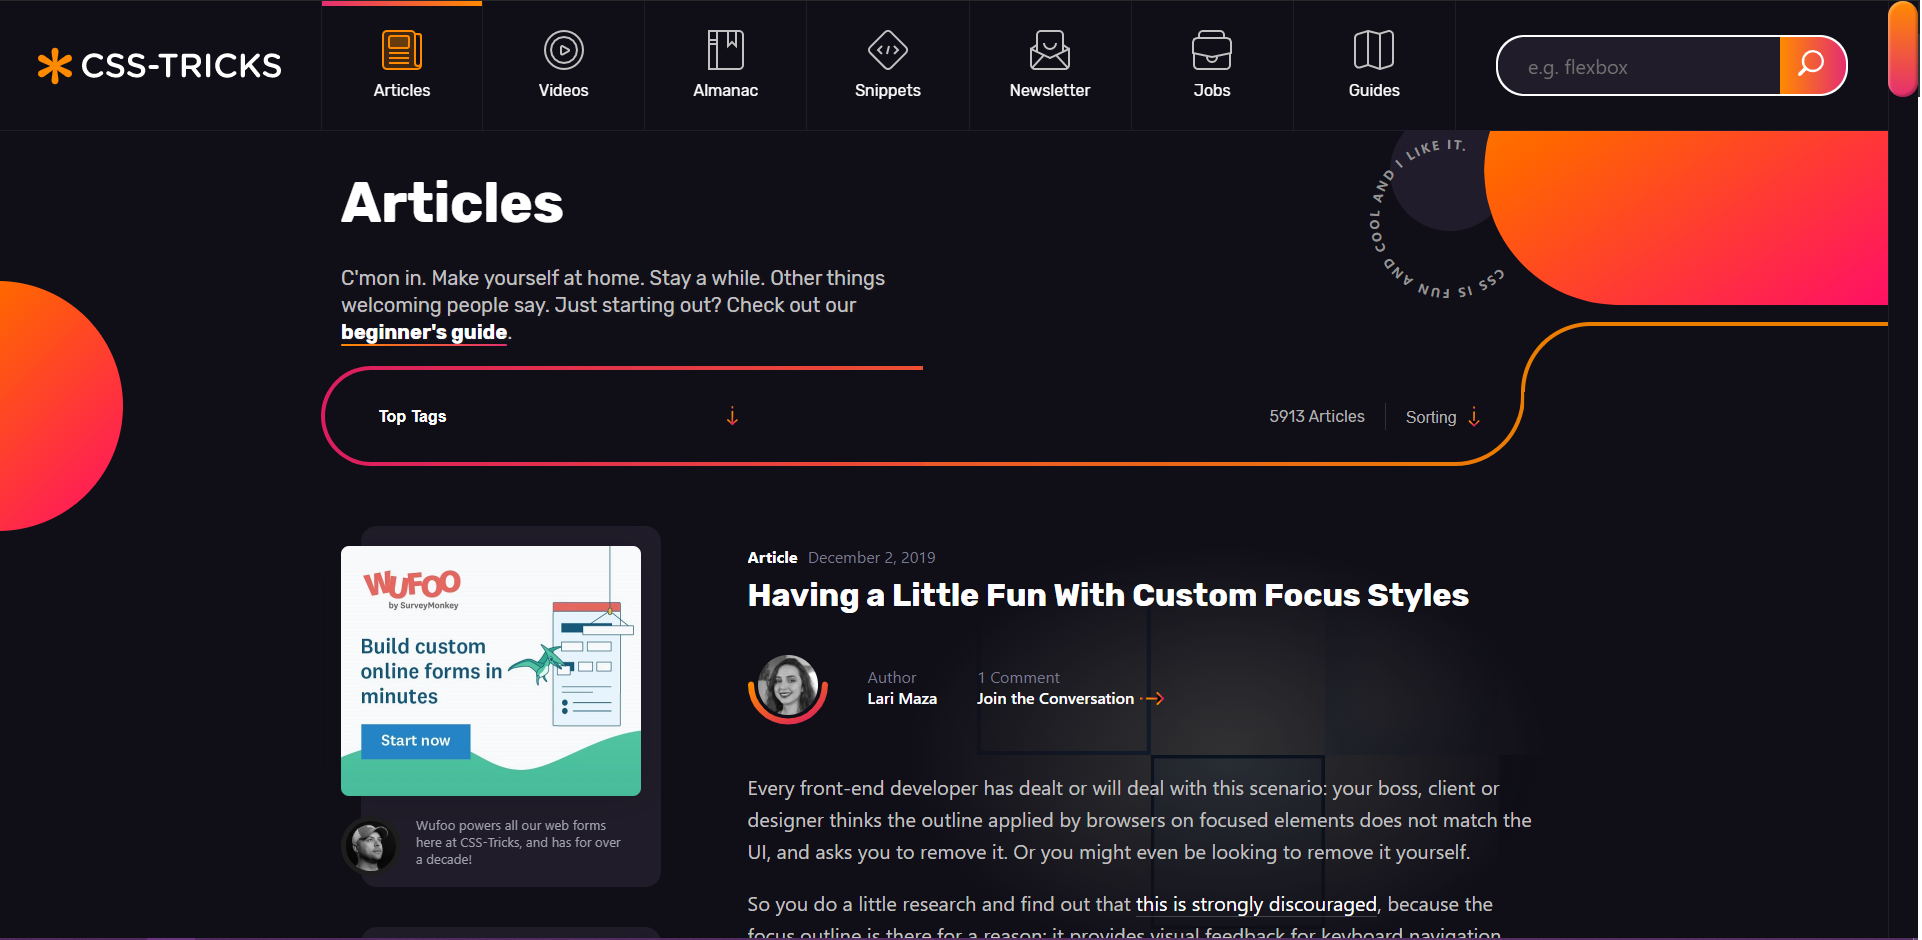 CSS-TRICKS
Articles
Videos
Almanac
Snippets
Newsletter
Jobs
Guides
e.g. flexbox
CSS IS FUN AND COOL AND I LIKE IT.
Articles
C'mon in. Make yourself at home. Stay a while. Other things
welcoming people say. Just starting out? Check out our
beginner's guide.
Top Tags
5913 Articles
Sorting
WUFOO
by SurveyMonkey
Build custom
online forms in
minutes
Start now
Wufoo powers all our web forms
here at CSS-Tricks, and has for over
a decade!
Article December 2, 2019
Having a Little Fun With Custom Focus Styles
Author
Lari Maza
1 Comment
Join the Conversation
Every front-end developer has dealt or will deal with this scenario: your boss, client or
designer thinks the outline applied by browsers on focused elements does not match the
UI, and asks you to remove it. Or you might even be looking to remove it yourself.
So you do a little research and find out that this is strongly discouraged, because the
focus outline is there for a reason: it provides visual feedback for keyboard navigation